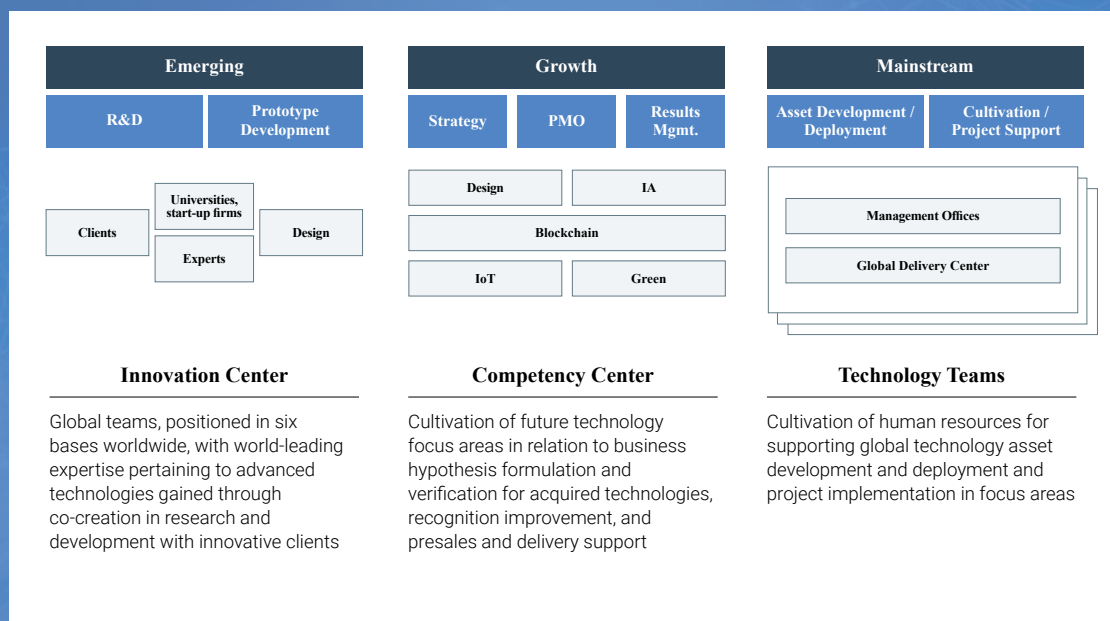 Emerging
R&D
Prototype
Development
Clients
Universities,
start-up firms
Experts
Design
Innovation Center
Global teams, positioned in six
bases worldwide, with world-leading
expertise pertaining to advanced
technologies gained through
co-creation in research and
development with innovative clients
Growth
Strategy
PMO
Results
Mgmt.
Design
IA
Blockchain
IoT
Green
Competency Center
Cultivation of future technology
focus areas in relation to business
hypothesis formulation and
verification for acquired technologies,
recognition improvement, and
presales and delivery support
Mainstream
Asset Development /
Deployment
Cultivation /
Project Support
Management Offices
Global Delivery Center
Technology Teams
Cultivation of human resources for
supporting global technology asset
development and deployment and
project implementation in focus areas